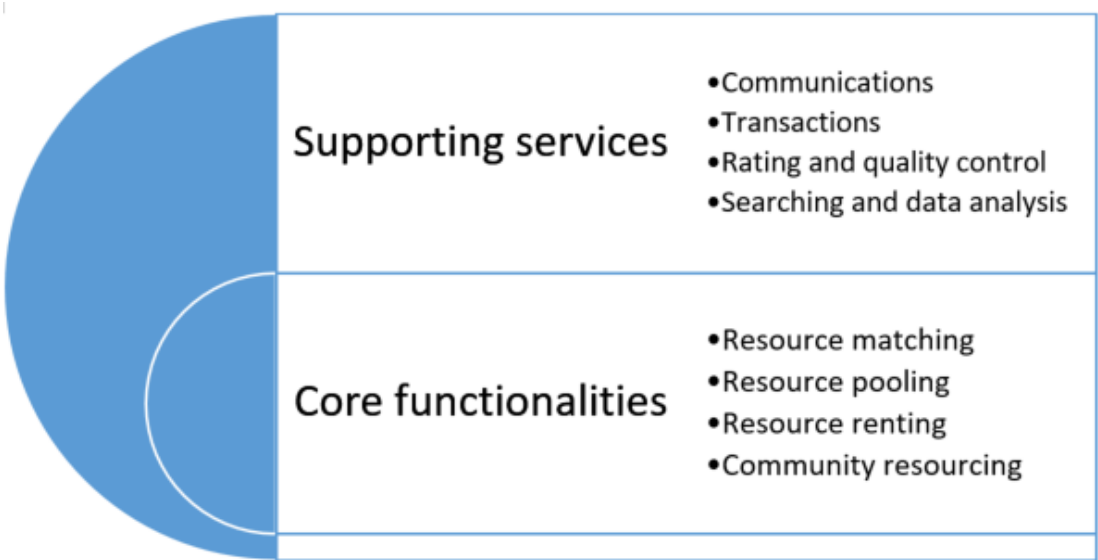 Supporting services
•Communications
•Transactions
•Rating and quality control
•Searching and data analysis
Core functionalities
•Resource matching
•Resource pooling
•Resource renting
•Community resourcing